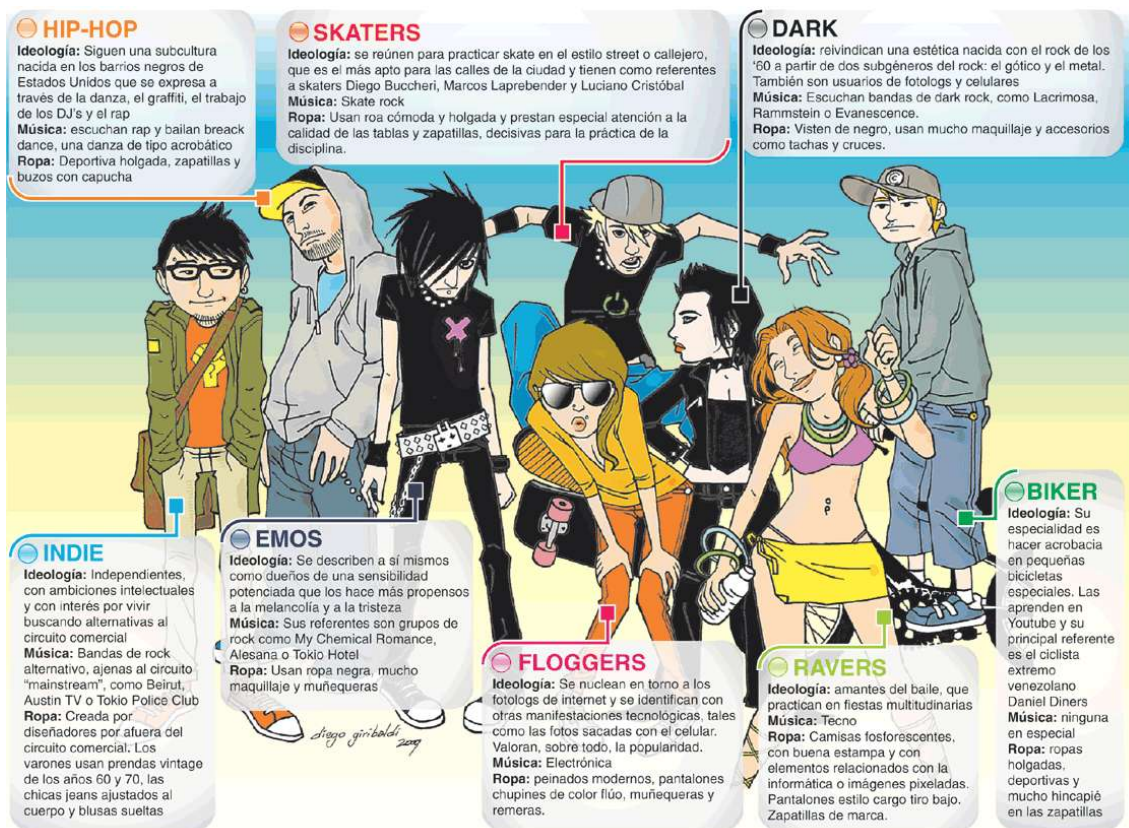 HIP-HOP
Ideología: Siguen una subcultura
nacida en los barrios negros de
Estados Unidos que se expresa a
través de la danza, el graffiti, el trabajo
de los DJ's y el rap
Música: escuchan rap y bailan breack
dance, una danza de tipo acrobático
Ropa: Deportiva holgada, zapatillas y
buzos con capucha
SKATERS
Ideología: se reúnen para practicar skate en el estilo street o callejero,
que es el más apto para las calles de la ciudad y tienen como referentes
a skaters Diego Buccheri, Marcos Laprebender y Luciano Cristóbal
Música: Skate rock
Ropa: Usan roa cómoda y holgada y prestan especial atención a la
calidad de las tablas y zapatillas, decisivas para la práctica de la
disciplina.
DARK
Ideología: reivindican una estética nacida con el rock de los
'60 a partir de dos subgéneros del rock: el gótico y el metal.
También son usuarios de fotologs y celulares
Música: Escuchan bandas de dark rock, como Lacrimosa,
Rammstein o Evanescence.
Ropa: Visten de negro, usan mucho maquillaje y accesorios
como tachas y cruces.
INDIE
Ideología: Independientes,
con ambiciones intelectuales
y con interés por vivir
buscando alternativas al
circuito comercial
Música: Bandas de rock
alternativo, ajenas al circuito
“mainstream”, como Beirut,
Austin TV o Tokio Police Club
Ropa: Creada por
diseñadores por afuera del
circuito comercial. Los
varones usan prendas vintage
de los años 60 y 70, las
chicas jeans ajustados al
cuerpo y blusas sueltas
EMOS
Ideología: Se describen a sí mismos
como dueños de una sensibilidad
potenciada que los hace más propensos
a la melancolía y a la tristeza
Música: Sus referentes son grupos de
rock como My Chemical Romance,
Alesana o Tokio Hotel
Ropa: Usan ropa negra, mucho
maquillaje y muñequeras
diego giribaldi
2009
FLOGGERS
Ideología: Se nuclean en torno a los
fotologs de internet y se identifican con
otras manifestaciones tecnológicas, tales
como las fotos sacadas con el celular.
Valoran, sobre todo, la popularidad.
Música: Electrónica
Ropa: peinados modernos, pantalones
chupines de color flúo, muñequeras y
remeras.
RAVERS
Ideología: amantes del baile, que
practican en fiestas multitudinarias
Música: Tecno
Ropa: Camisas fosforescentes,
con buena estampa y con
elementos relacionados con la
informática o imágenes pixeladas.
Pantalones estilo cargo tiro bajo.
Zapatillas de marca.
BIKER
Ideología: Su
especialidad es
hacer acrobacia
en pequeñas
bicicletas
especiales. Las
aprenden en
Youtube y su
principal referente
es el ciclista
extremo
venezolano
Daniel Diners
Música: ninguna
en especial
Ropa: ropas
holgadas,
deportivas y
mucho hincapié
en las zapatillas